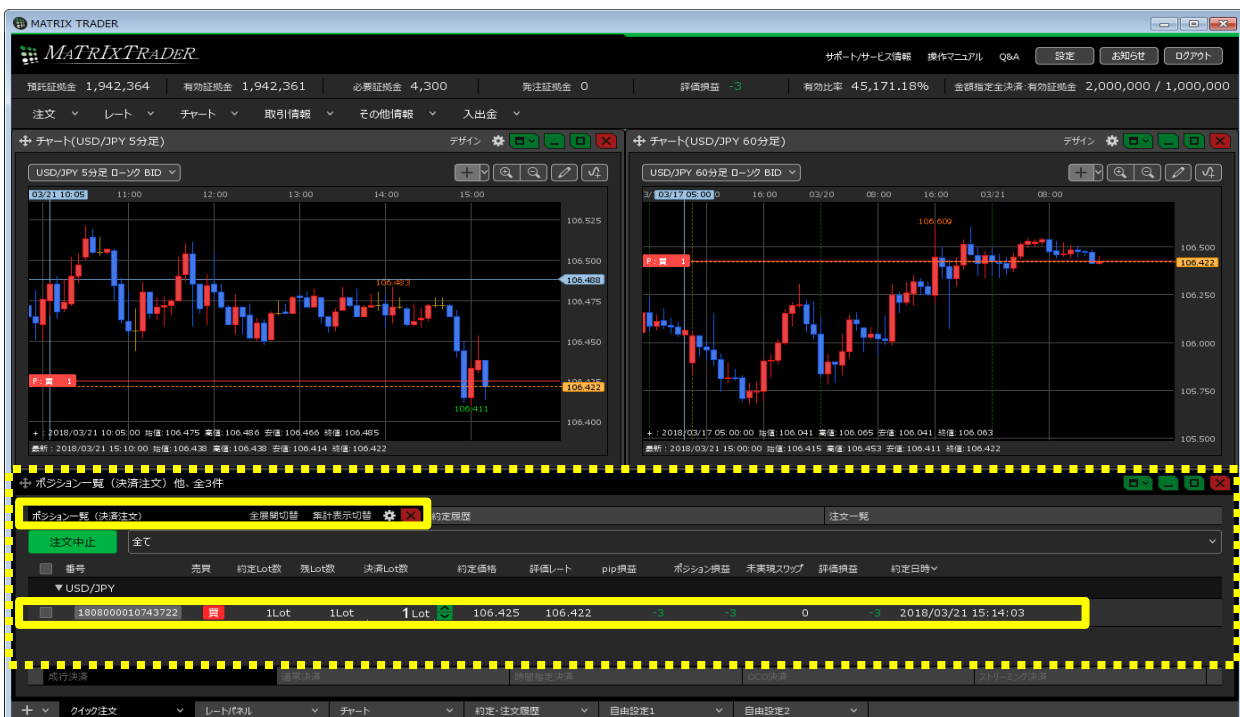 MATRIX TRADER
MATRIXTRADER サポート/サービス情報 操作マニュアル Q&A 設定 お知らせ ログアウト
預託証拠金 1,942,364 有効証拠金 1,942,361 必要証拠金 4,300 発注証拠金 0 評価損益 -3 有効比率 45,171.18% 金額指定全決済:有効証拠金 2,000,000 / 1,000,000
注文 レート チャート 取引情報 その他情報 入出金
チャート(USD/JPY 5分足) デザイン
USD/JPY 5分足 ローソク BID
03/21 10:05 11:00 12:00 13:00 14:00 15:00
106.525
106.500
106.488
106.483
106.475
106.450
P:買 1
106.425
106.422
106.411
106.400
+ : 2018/03/21 10:05:00 始値:106.475 高値:106.486 安値:106.466 終値:106.485
最新 : 2018/03/21 15:10:00 始値:106.438 高値:106.438 安値:106.414 終値:106.422
チャート(USD/JPY 60分足) デザイン
USD/JPY 60分足 ローソク BID
3/ 03/17 05:00 0 16:00 03/20 08:00 16:00 03/21 08:00
106.609
106.500
P:買 1
106.422
106.250
106.000
105.750
105.500
+ : 2018/03/17 05:00:00 始値:106.041 高値:106.065 安値:106.041 終値:106.063
最新 : 2018/03/21 15:00:00 始値:106.415 高値:106.453 安値:106.411 終値:106.422
ポジション一覧（決済注文）他、全3件
ポジション一覧（決済注文） 全展開切替 集計表示切替 約定履歴 注文一覧
注文中止 全て
番号 売買 約定Lot数 残Lot数 決済Lot数 約定価格 評価レート pip損益 ポジション損益 未実現スワップ 評価損益 約定日時
▼USD/JPY
1808000010743722 買 1Lot 1Lot 1 Lot 106.425 106.422 -3 -3 0 -3 2018/03/21 15:14:03
成行決済 通常決済 時間指定決済 OCO決済 ストリーミング決済
+ クイック注文 レートパネル チャート 約定・注文履歴 自由設定1 自由設定2